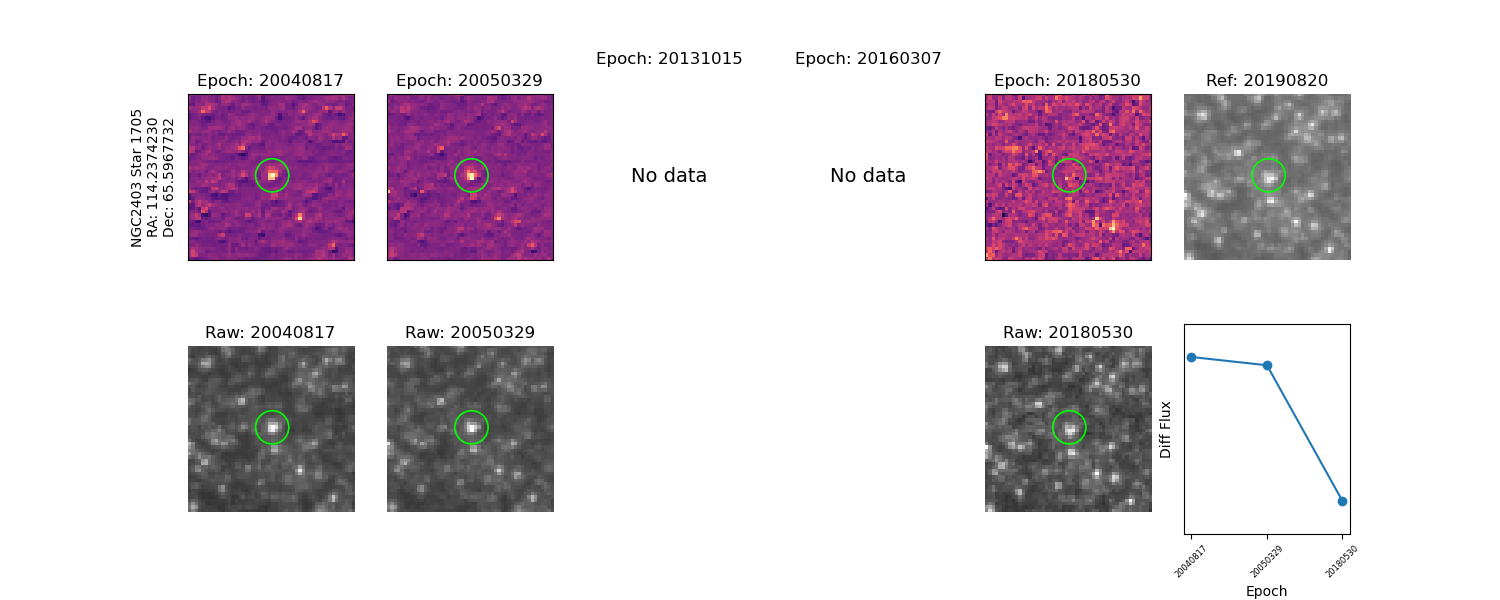 Epoch: 20131015
Epoch: 20160307
Epoch: 20040817
Epoch: 20050329
Epoch: 20180530
Ref: 20190820
NGC2403 Star 1705
RA: 114.2374230
Dec: 65.5967732
No data
No data
Raw: 20040817
Raw: 20050329
Raw: 20180530
Diff Flux
20040817
20050329
20180530
Epoch